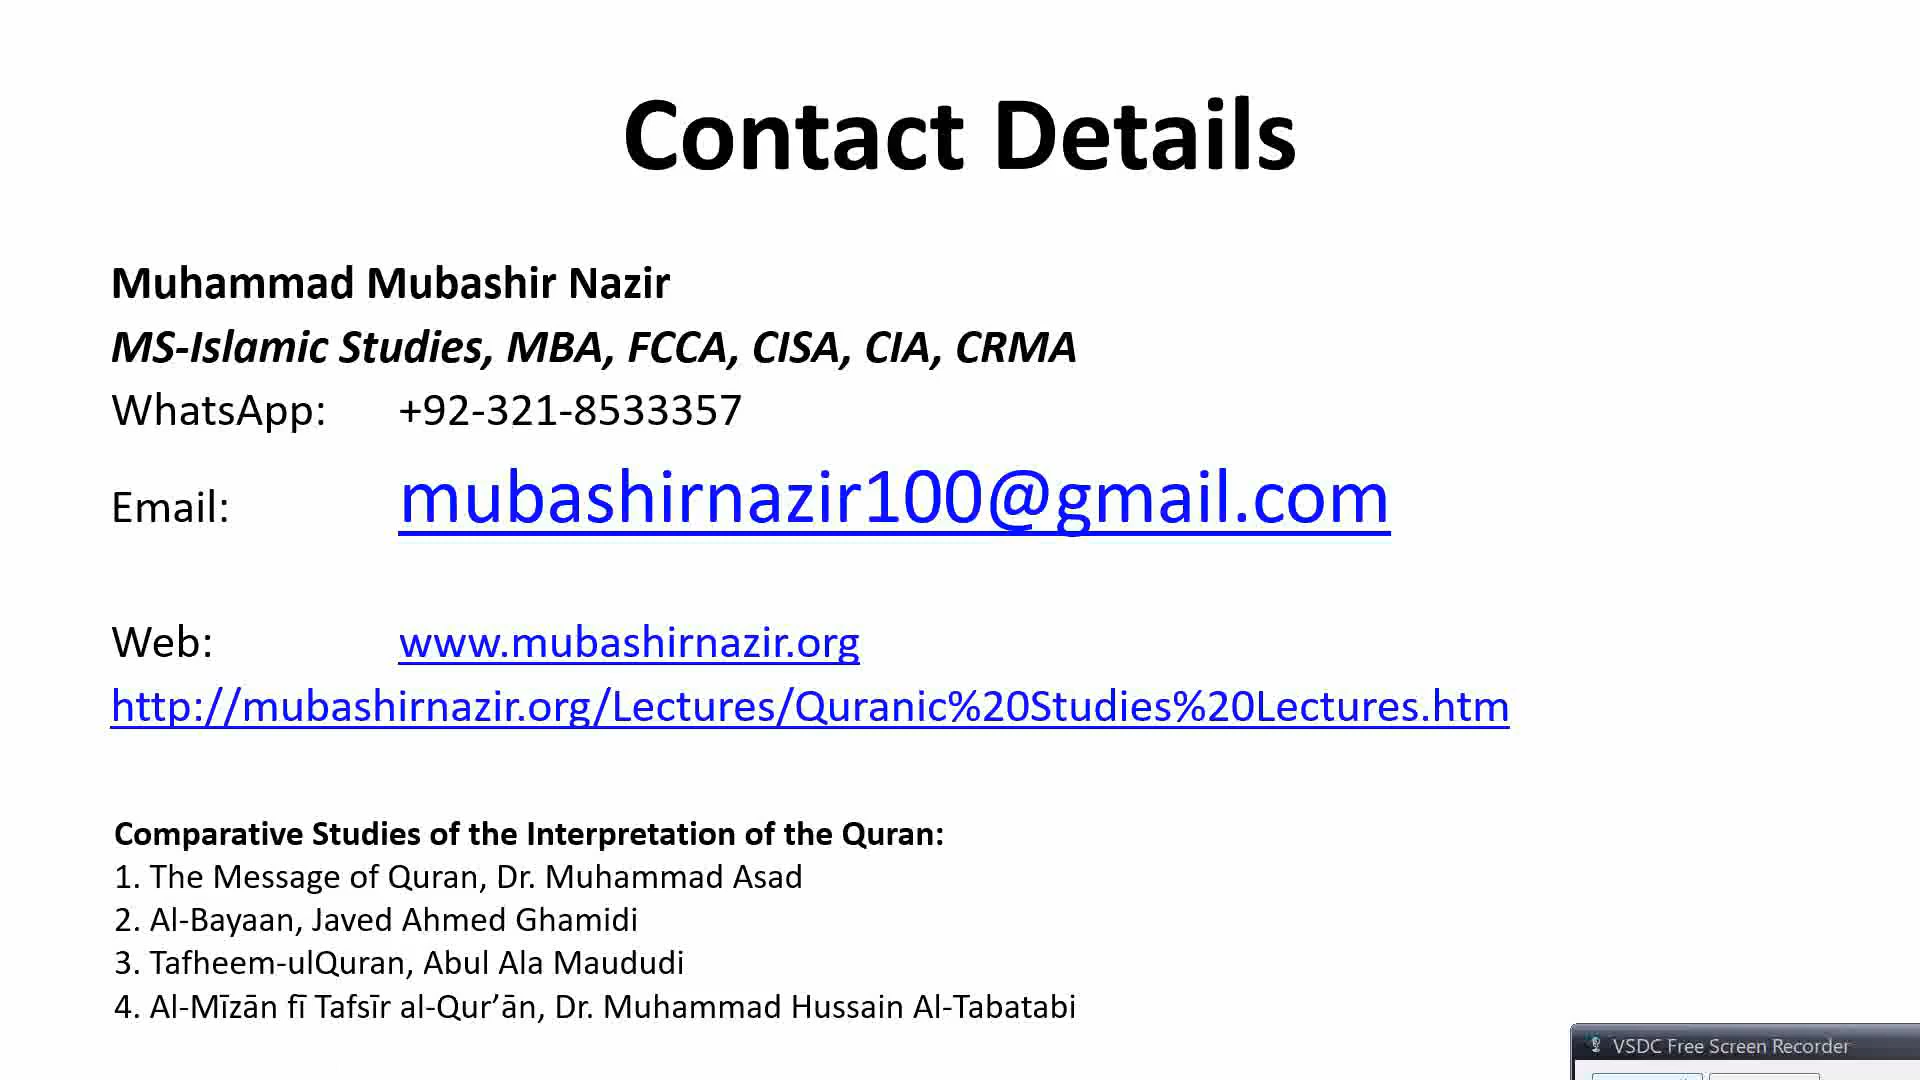 Contact Details
Muhammad Mubashir Nazir
MS-Islamic Studies, MBA, FCCA, CISA, CIA, CRMA
WhatsApp: +92-321-8533357
Email: mubashirnazir100@gmail.com
Web: www.mubashirnazir.org
http://mubashirnazir.org/Lectures/Quranic%20Studies%20Lectures.htm
Comparative Studies of the Interpretation of the Quran:
1. The Message of Quran, Dr. Muhammad Asad
2. Al-Bayaan, Javed Ahmed Ghamidi
3. Tafheem-ulQuran, Abul Ala Maududi
4. Al-Mīzān fī Tafsīr al-Qur’ān, Dr. Muhammad Hussain Al-Tabatabi
VSDC Free Screen Recorder